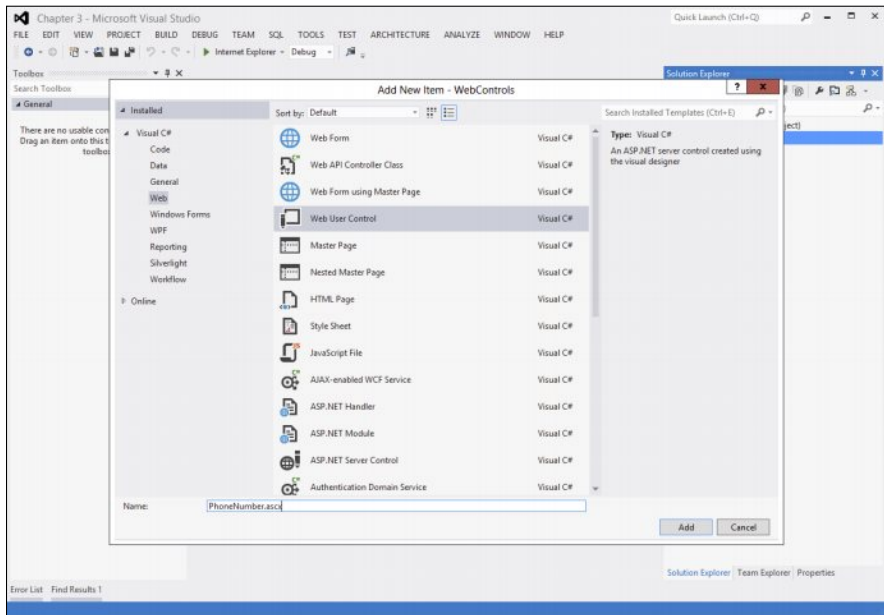 Chapter 3 - Microsoft Visual Studio
Quick Launch (Ctrl+Q)
FILE EDIT VIEW PROJECT BUILD DEBUG TEAM SQL TOOLS TEST ARCHITECTURE ANALYZE WINDOW HELP
Internet Explorer
Debug
Toolbox
Search Toolbox
General
There are no usable con
Drag an item onto this t
toolbo
Solution Explorer
ject)
Add New Item - WebControls
Installed
Visual C#
Code
Data
General
Web
Windows Forms
WPF
Reporting
Silverlight
Workflow
Online
Sort by: Default
Search Installed Templates (Ctrl+E)
Web Form Visual C#
Web API Controller Class Visual C#
Web Form using Master Page Visual C#
Web User Control Visual C#
Master Page Visual C#
Nested Master Page Visual C#
HTML Page Visual C#
Style Sheet Visual C#
JavaScript File Visual C#
AJAX-enabled WCF Service Visual C#
ASP.NET Handler Visual C#
ASP.NET Module Visual C#
ASP.NET Server Control Visual C#
Authentication Domain Service Visual C#
Type: Visual C#
An ASP.NET server control created using
the visual designer
Name: PhoneNumber.ascx
Add
Cancel
Solution Explorer Team Explorer Properties
Error List Find Results 1